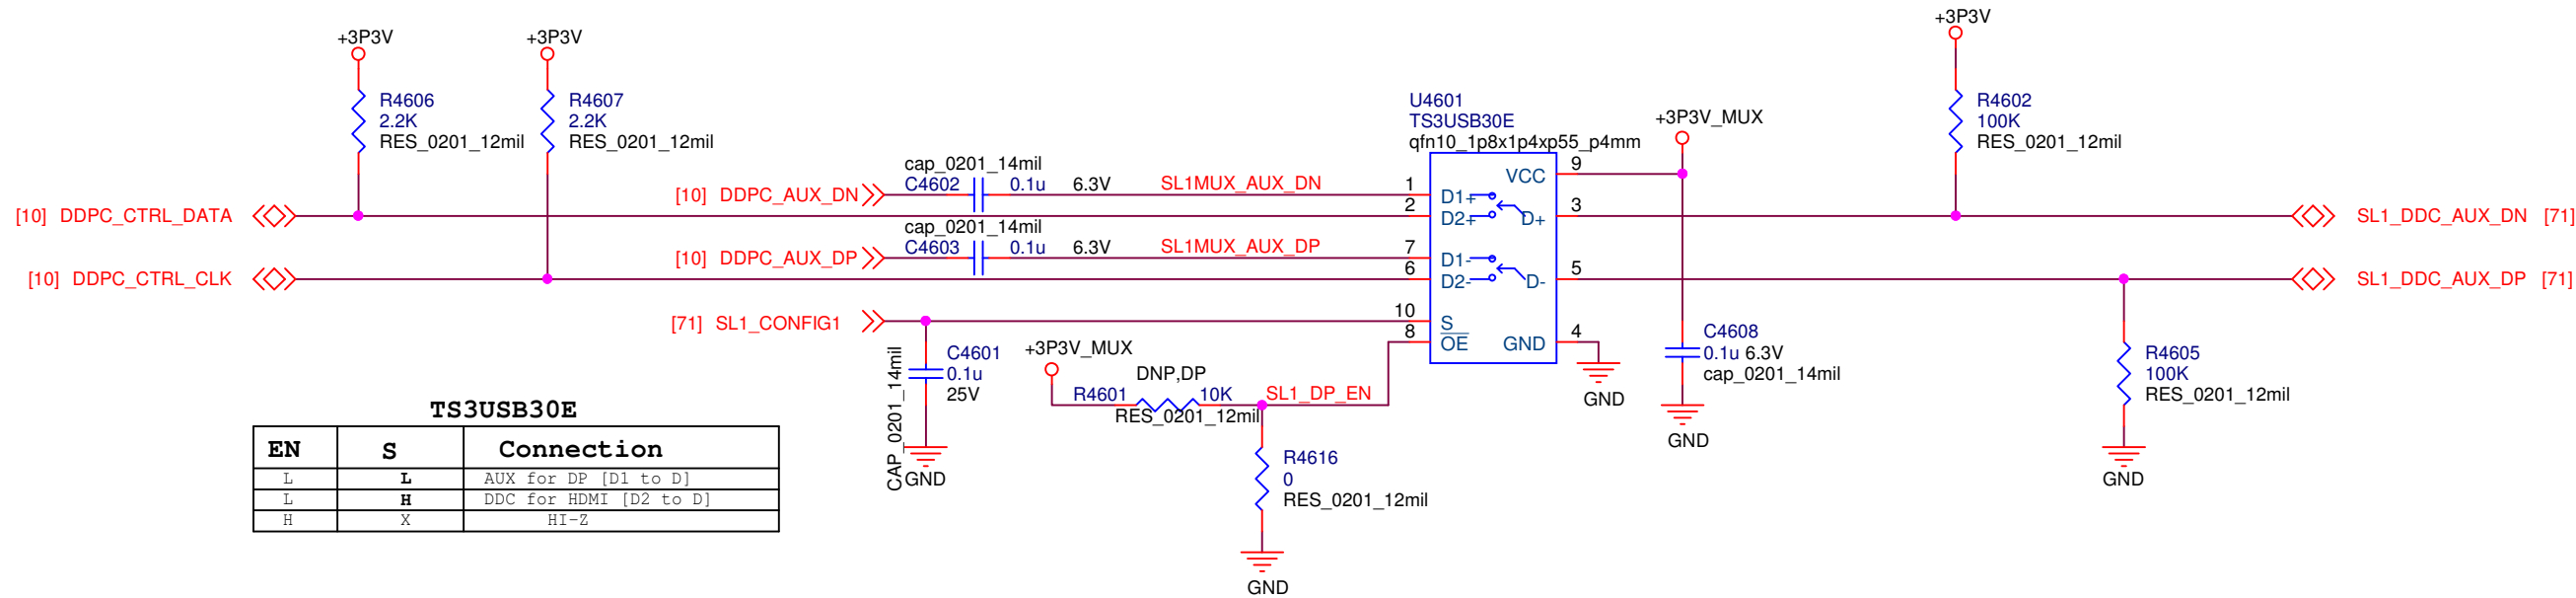 +3P3V
+3P3V
+3P3V
R4606
2.2K
RES_0201_12mil
R4607
2.2K
RES_0201_12mil
U4601
TS3USB30E
qfn10_1p8x1p4xp55_p4mm
+3P3V_MUX
R4602
100K
RES_0201_12mil
cap_0201_14mil
C4602 0.1u 6.3V
[10] DDPC_AUX_DN
SL1MUX_AUX_DN
1
2
D1+
D2+
D+
VCC
9
3
[10] DDPC_CTRL_DATA
SL1_DDC_AUX_DN [71]
cap_0201_14mil
C4603 0.1u 6.3V
[10] DDPC_AUX_DP
SL1MUX_AUX_DP
7
6
D1-
D2-
D-
5
[10] DDPC_CTRL_CLK
SL1_DDC_AUX_DP [71]
[71] SL1_CONFIG1
10
8
S
OE
GND
4
GND
C4601
0.1u
25V
CAP_0201_14mil
GND
+3P3V_MUX
DNP,DP
R4601 10K
RES_0201_12mil
SL1_DP_EN
C4608
0.1u 6.3V
cap_0201_14mil
GND
R4605
100K
RES_0201_12mil
GND
R4616
0
RES_0201_12mil
GND
TS3USB30E
EN S Connection
L L AUX for DP [D1 to D]
L H DDC for HDMI [D2 to D]
H X HI-Z